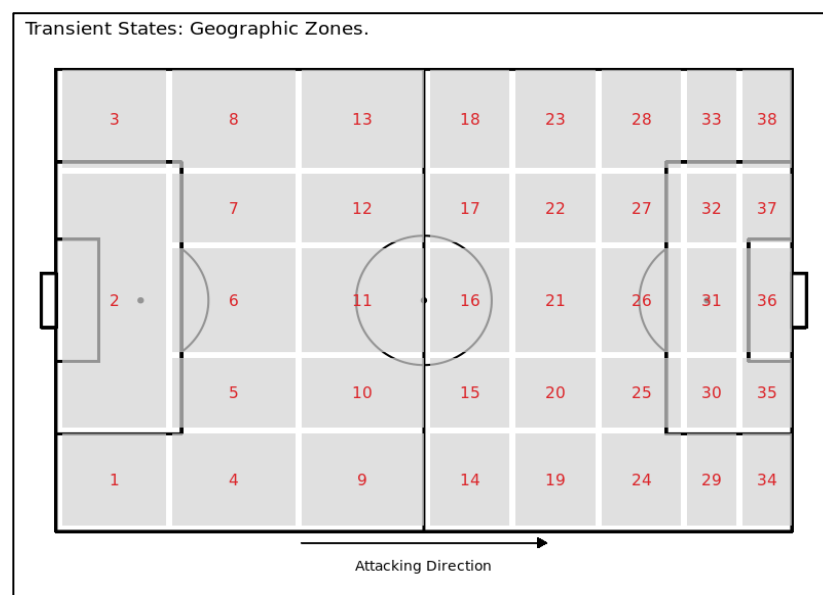 Transient States: Geographic Zones.
3 8 13 18 23 28 33 38
7 12 17 22 27 32 37
2 6 11 16 21 26 31 36
5 10 15 20 25 30 35
1 4 9 14 19 24 29 34
Attacking Direction